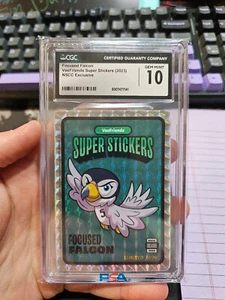 CGC
CERTIFIED GUARANTY COMPANY
Focused Falcon
VeeFriends Super Stickers (2023)
NSCC Exclusive
GEM MINT
10
VeeFriends
SUPER STICKERS
FOCUSED
FALCON